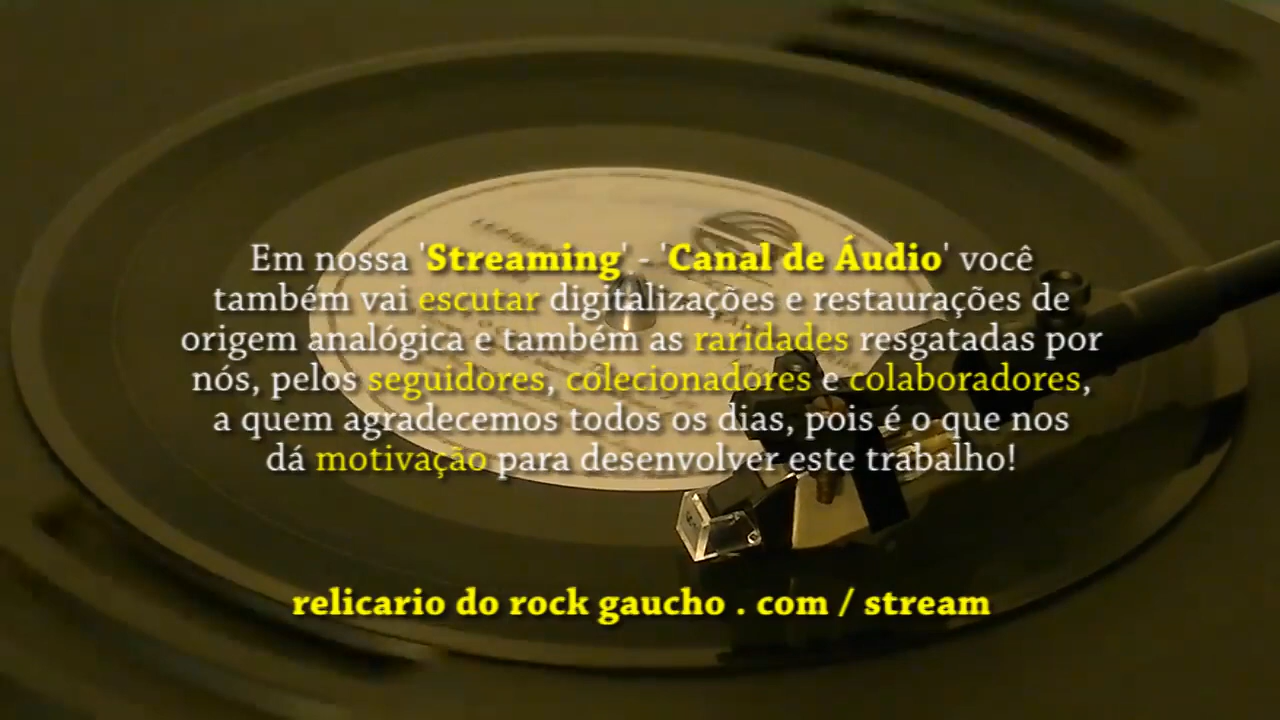 Em nossa 'Streaming' - 'Canal de Áudio' você
também vai escutar digitalizações e restaurações de
origem analógica e também as raridades resgatadas por
nós, pelos seguidores, colecionadores e colaboradores,
a quem agradecemos todos os dias, pois é o que nos
dá motivação para desenvolver este trabalho!
relicario do rock gaucho . com / stream